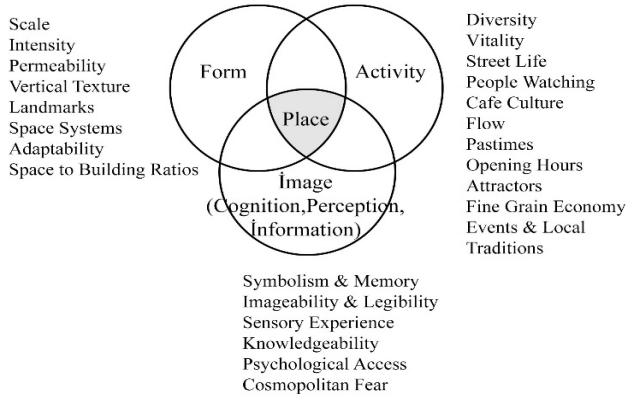 Scale
Intensity
Permeability
Vertical Texture
Landmarks
Space Systems
Adaptability
Space to Building Ratios
Form
Activity
Place
İmage
(Cognition,Perception,
İnformation)
Diversity
Vitality
Street Life
People Watching
Cafe Culture
Flow
Pastimes
Opening Hours
Attractors
Fine Grain Economy
Events & Local
Traditions
Symbolism & Memory
Imageability & Legibility
Sensory Experience
Knowledgeability
Psychological Access
Cosmopolitan Fear